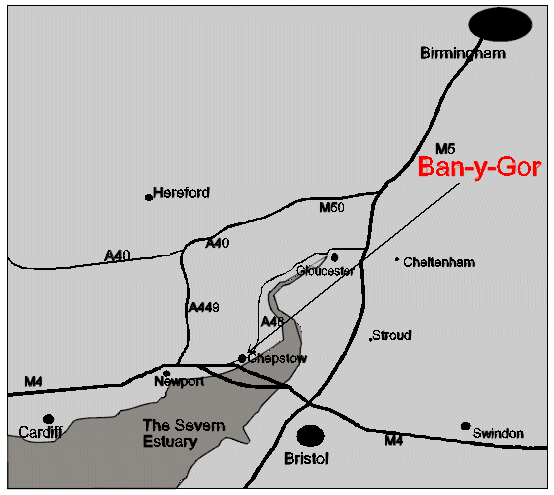 Birmingham
M5
Ban-y-Gor
Hereford
M50
A40
A40
Gloucester
Cheltenham
A449
A48
Stroud
Chepstow
M4
Newport
Cardiff
The Severn
Estuary
M4
Swindon
Bristol